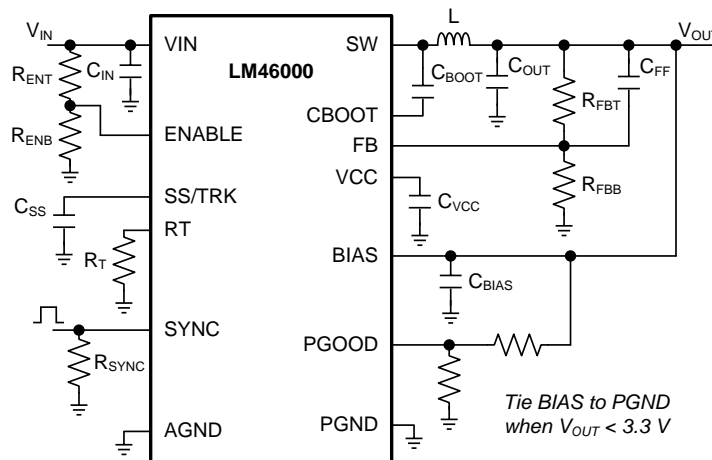 V_IN
VIN
C_IN
R_ENT
R_ENB
ENABLE
C_SS
SS/TRK
RT
R_T
SYNC
R_SYNC
AGND
LM46000
SW
L
V_OUT
C_BOOT
C_OUT
C_FF
R_FBT
CBOOT
FB
R_FBB
VCC
C_VCC
BIAS
C_BIAS
PGOOD
PGND
Tie BIAS to PGND
when V_OUT < 3.3 V